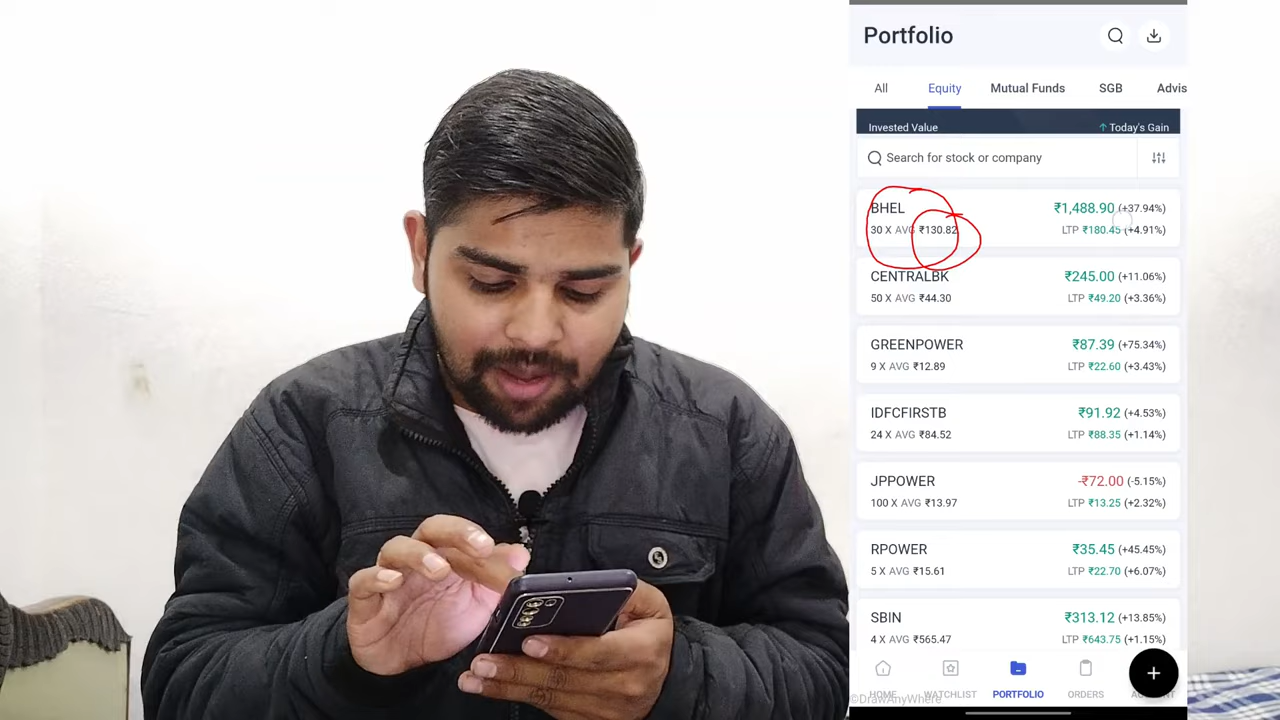 Portfolio
All Equity Mutual Funds SGB Advis
Invested Value ↑ Today's Gain
Search for stock or company
BHEL ₹1,488.90 (+37.94%)
30 X AVG ₹130.82 LTP ₹180.45 (+4.91%)
CENTRALBK ₹245.00 (+11.06%)
50 X AVG ₹44.30 LTP ₹49.20 (+3.36%)
GREENPOWER ₹87.39 (+75.34%)
9 X AVG ₹12.89 LTP ₹22.60 (+3.43%)
IDFCFIRSTB ₹91.92 (+4.53%)
24 X AVG ₹84.52 LTP ₹88.35 (+1.14%)
JPPOWER -₹72.00 (-5.15%)
100 X AVG ₹13.97 LTP ₹13.25 (+2.32%)
RPOWER ₹35.45 (+45.45%)
5 X AVG ₹15.61 LTP ₹22.70 (+6.07%)
SBIN ₹313.12 (+13.85%)
4 X AVG ₹565.47 LTP ₹643.75 (+1.15%)
HOME WATCHLIST PORTFOLIO ORDERS
©DrawAnyWhere